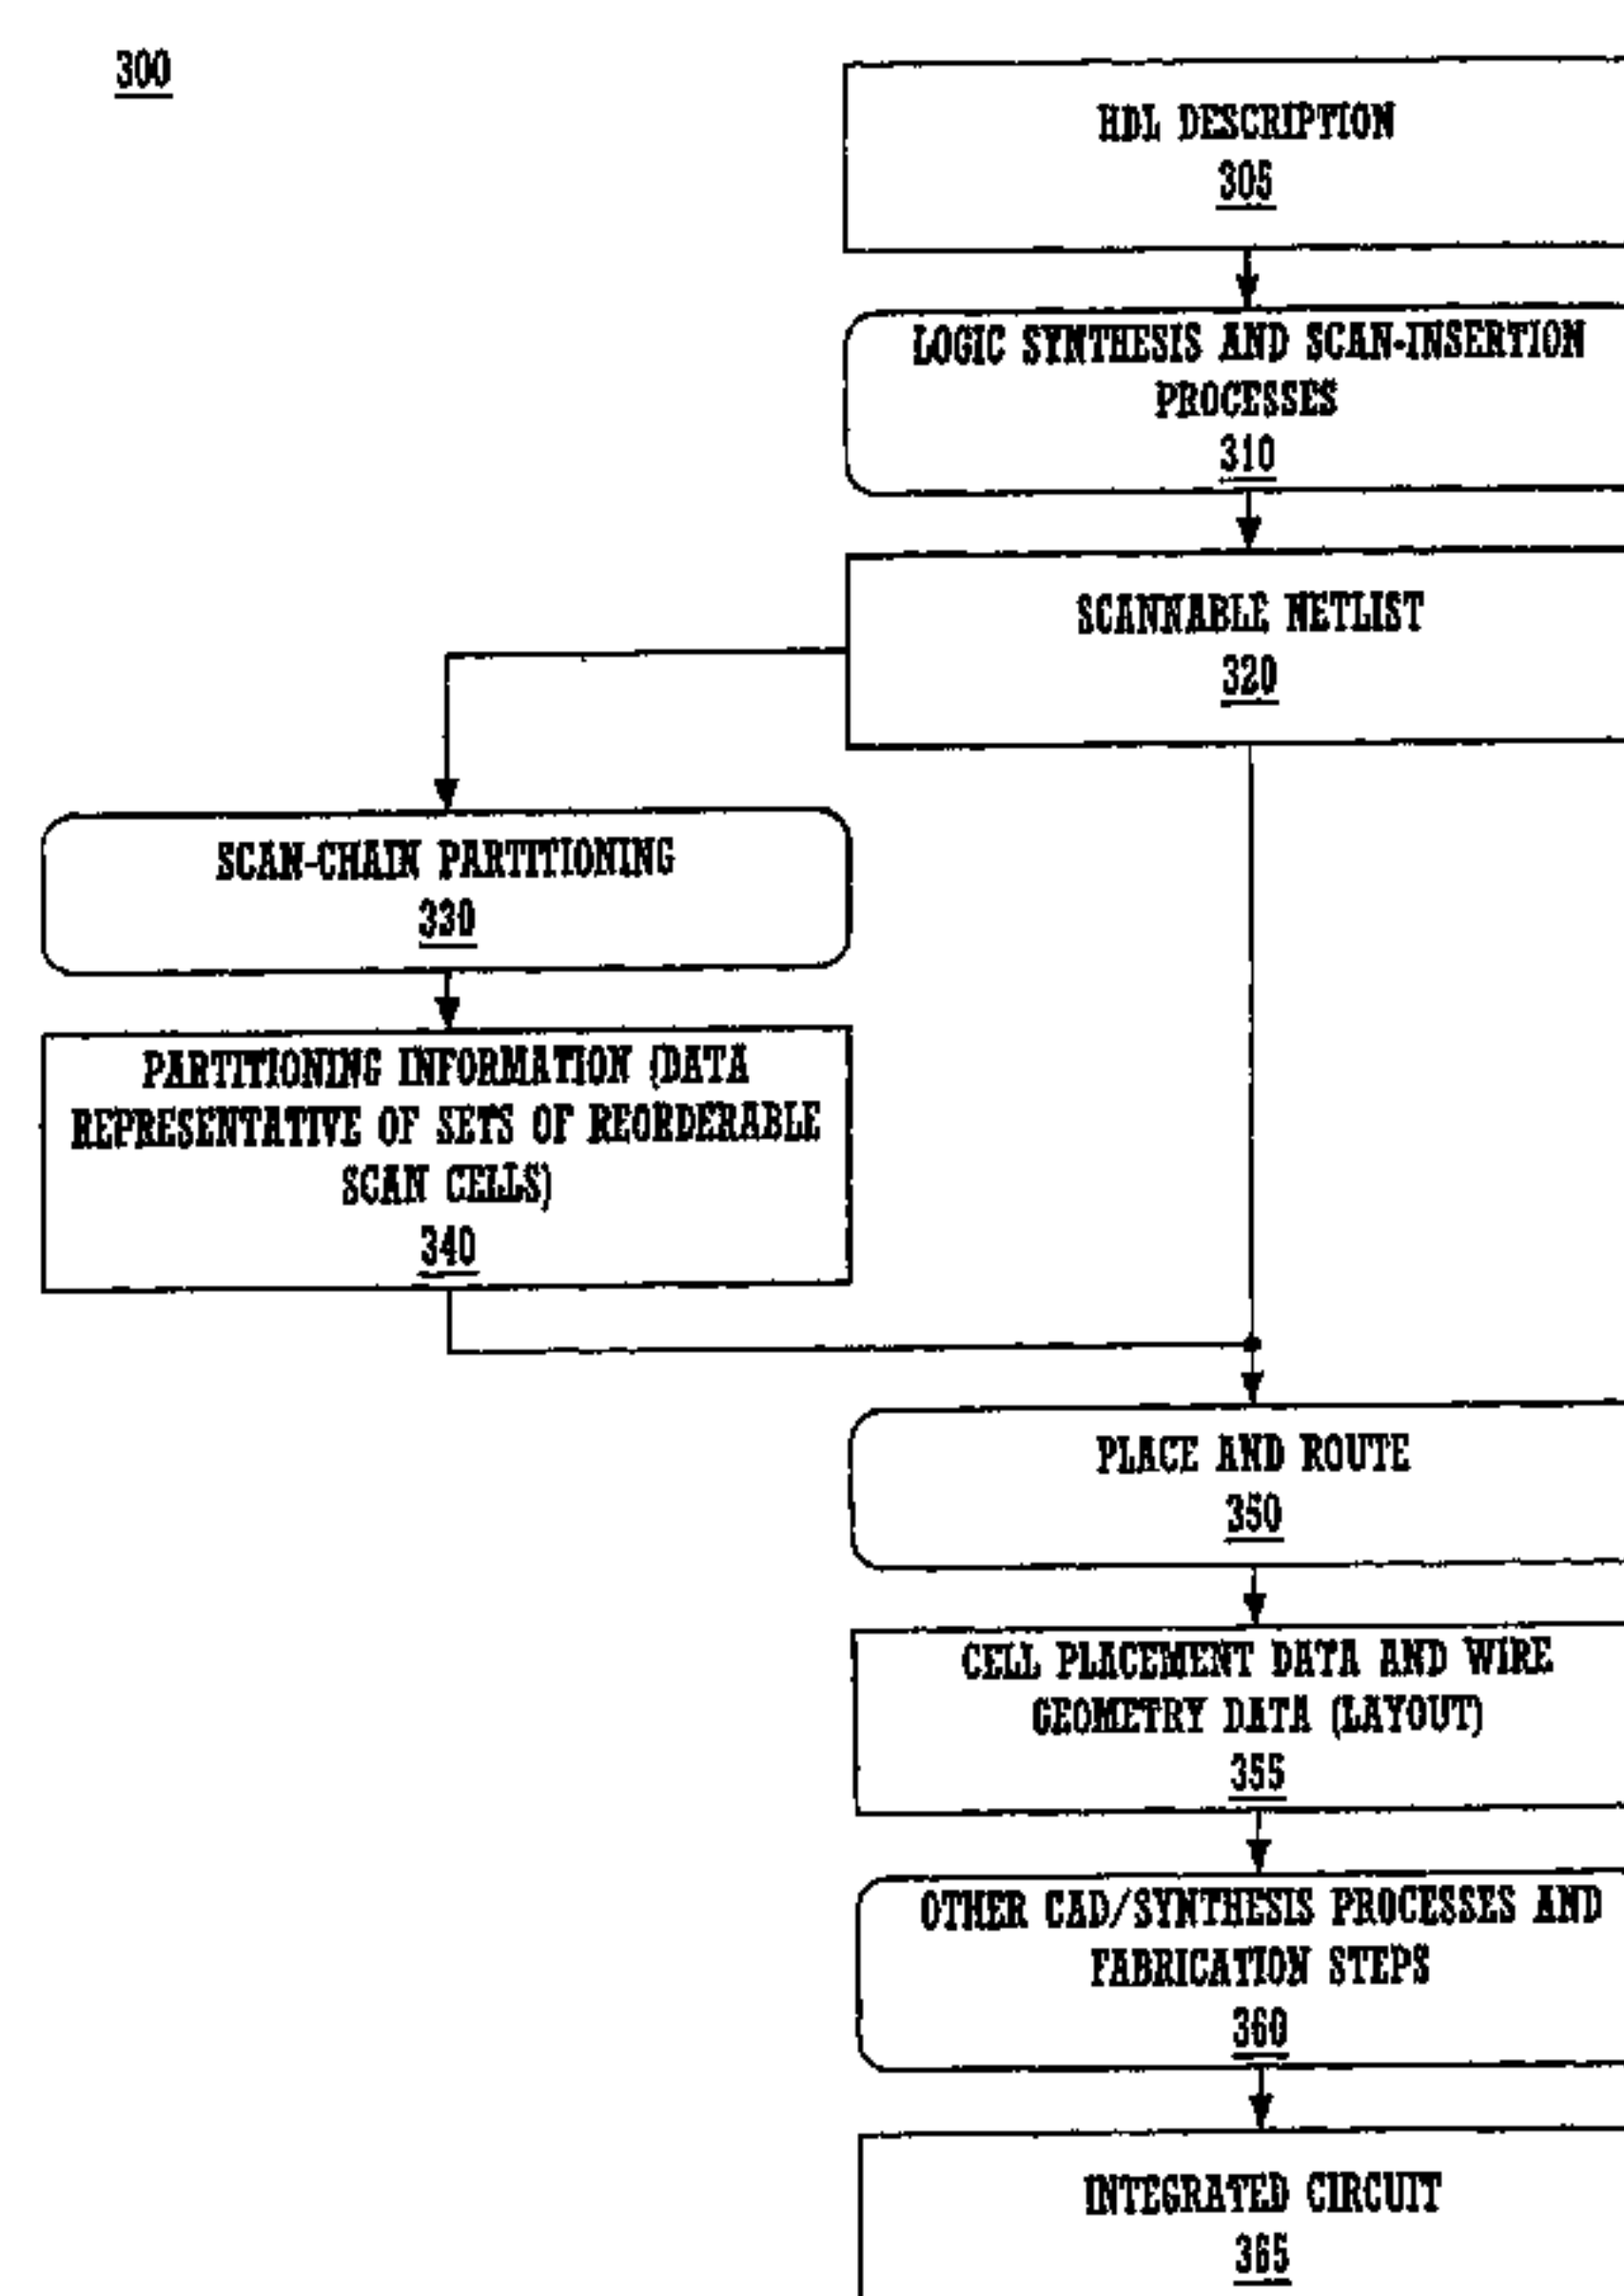 300
HDL DESCRIPTION
305
LOGIC SYNTHESIS AND SCAN-INSERTION
PROCESSES
310
SCANNABLE NETLIST
320
SCAN-CHAIN PARTITIONING
330
PARTITIONING INFORMATION (DATA
REPRESENTATIVE OF SETS OF REORDERABLE
SCAN CELLS)
340
PLACE AND ROUTE
350
CELL PLACEMENT DATA AND WIRE
GEOMETRY DATA (LAYOUT)
355
OTHER CAD/SYNTHESIS PROCESSES AND
FABRICATION STEPS
360
INTEGRATED CIRCUIT
365